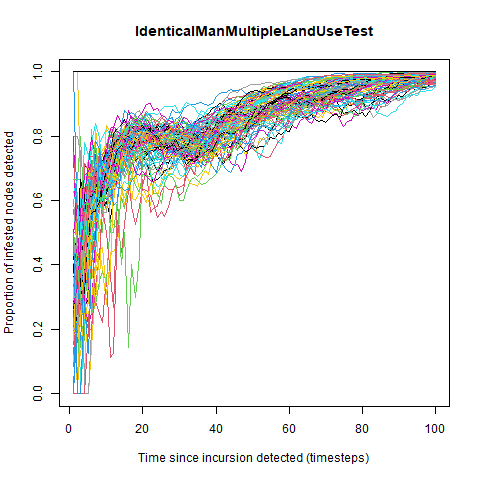 IdenticalManMultipleLandUseTest
Proportion of infested nodes detected
1.0
0.8
0.6
0.4
0.2
0.0
0 20 40 60 80 100
Time since incursion detected (timesteps)